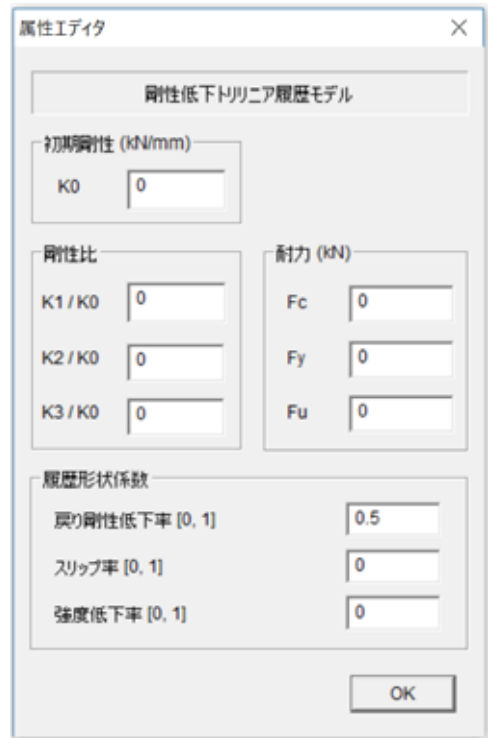 属性エディタ
剛性低下トリリニア履歴モデル
初期剛性 (kN/mm)
K0 0
剛性比
K1 / K0 0
K2 / K0 0
K3 / K0 0
耐力 (kN)
Fc 0
Fy 0
Fu 0
履歴形状係数
戻り剛性低下率 [0, 1] 0.5
スリップ率 [0, 1] 0
強度低下率 [0, 1] 0
OK